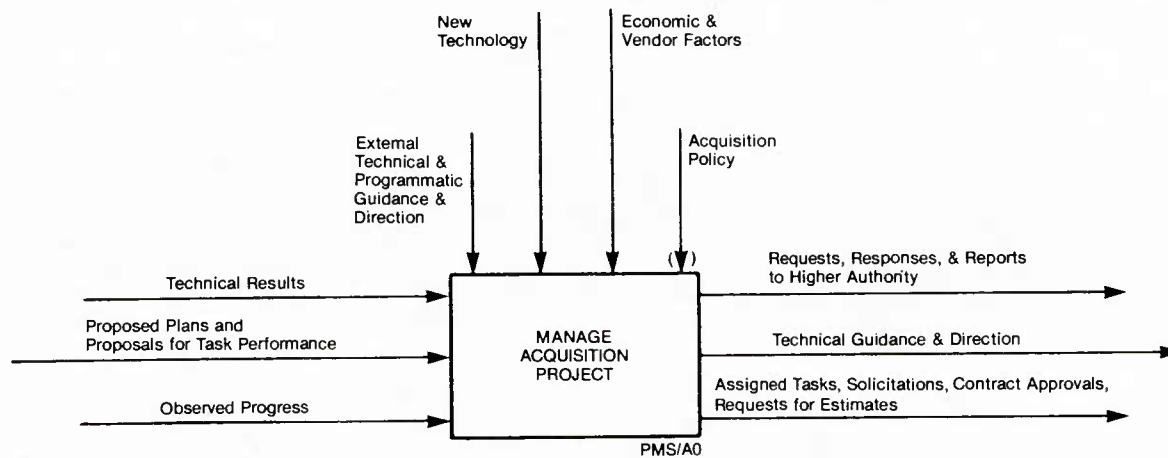 New
Technology
Economic &
Vendor Factors
External
Technical &
Programmatic
Guidance &
Direction
Acquisition
Policy
( )
Technical Results
Proposed Plans and
Proposals for Task Performance
Observed Progress
MANAGE
ACQUISITION
PROJECT
Requests, Responses, & Reports
to Higher Authority
Technical Guidance & Direction
Assigned Tasks, Solicitations, Contract Approvals,
Requests for Estimates
PMS/A0